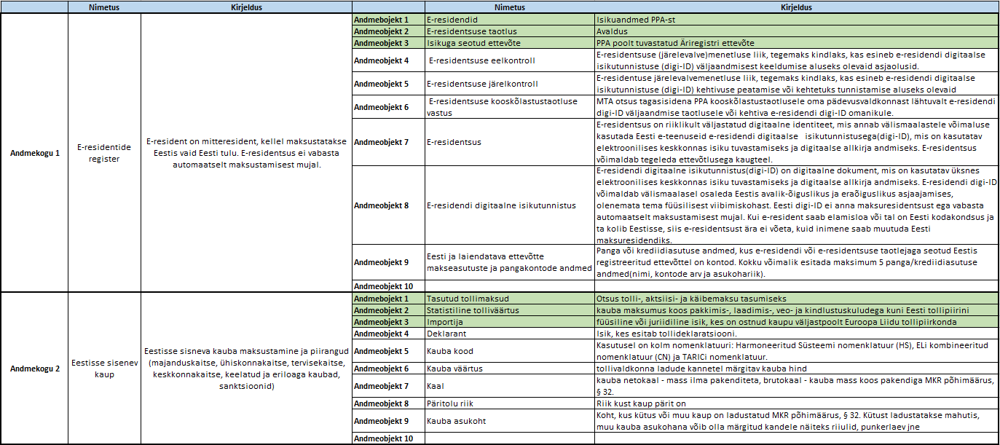 Nimetus Kirjeldus Nimetus Kirjeldus
Andmekogu 1
E-residentide
register
E-resident on mitteresident, kellel maksustatakse
Eestis vaid Eesti tulu. E-residentsus ei vabasta
automaatselt maksustamisest mujal.
Andmebojekt 1 E-residendid Isikuandmed PPA-st
Andmeobjekt 2 E-residentsuse taotlus Avaldus
Andmeobjekt 3 Isikuga seotud ettevõte PPA poolt tuvastatud Äriregistri ettevõte
Andmeobjekt 4 E-residentsuse eelkontroll
E-residentsuse (järelevalve)menetluse liik, tegemaks kindlaks, kas esineb e-residendi digitaalse
isikutunnistuse (digi-ID) väljaandmisest keeldumise aluseks olevaid asjaolusid.
Andmeobjekt 5 E-residentsuse järelkontroll
E-residentuse järelevalvemenetluse liik, tegemaks kindlaks, kas esineb e-residendi digitaalse
isikutunnistuse (digi-ID) kehtivuse peatamise või kehtetuks tunnistamise aluseks olevaid
Andmeobjekt 6
E-residentsuse kooskõlastustaotluse
vastus
MTA otsus tagasisidena PPA kooskõlastustaotlusele oma pädevusvaldkonnast lähtuvalt e-residendi
digi-ID väljaandmise taotlusele või kehtiva e-residendi digi-ID omanikule.
Andmeobjekt 7 E-residentsus
E-residentsus on riiklikult väljastatud digitaalne identiteet, mis annab välismaalastele võimaluse
kasutada Eesti e-teenuseid e-residendi digitaalse isikutunnistusega(digi-ID), mis on kasutatav
elektroonilises keskkonnas isiku tuvastamiseks ja digitaalse allkirja andmiseks. E-residentsus
võimaldab tegeleda ettevõtlusega kaugteel.
Andmeobjekt 8 E-residendi digitaalne isikutunnistus
E-residendi digitaalne isikutunnistus(digi-ID) on digitaalne dokument, mis on kasutatav üksnes
elektroonilises keskkonnas isiku tuvastamiseks ja digitaalse allkirja andmiseks. E-residendi digi-ID
võimaldab välismaalasel osaleda Eestis avalik-õiguslikus ja eraõiguslikus asjaajamises,
olenemata tema füüsilisest viibimiskohast. Eesti digi-ID ei anna maksuresidentsust ega vabasta
automaatselt maksustamisest mujal. Kui e-resident saab elamisloa või tal on Eesti kodakondsus ja
ta kolib Eestisse, siis e-residentsust ära ei võeta, kuid inimene saab muutuda Eesti
maksuresidendiks.
Andmeobjekt 9
Eesti ja laiendatava ettevõtte
makseasutuste ja pangakontode andmed
Panga või krediidiasutuse andmed, kus e-residendi või e-residentsuse taotlejaga seotud Eestis
registreeritud ettevõttel on kontod. Kokku võimalik esitada maksimum 5 panga/krediidiasutuse
andmed(nimi, kontode arv ja asukohariik).
Andmeobjekt 10
Andmekogu 2
Eestisse sisenev
kaup
Eestisse sisneva kauba maksustamine ja piirangud
(majanduskaitse, ühiskonnakaitse, tervisekaitse,
keskkonnakaitse, keelatud ja eriloaga kaubad,
sanktsioonid)
Andmebojekt 1 Tasutud tollimaksud Otsus tolli-, aktsiisi- ja käibemaksu tasumiseks
Andmeobjekt 2 Statistiline tolliväärtus kauba maksumus koos pakkimis-, laadimis-, veo- ja kindlustuskuludega kuni Eesti tollipiirini
Andmeobjekt 3 Importija füüsiline või juriidiline isik, kes on ostnud kaupu väljastpoolt Euroopa Liidu tollipiirkonda
Andmeobjekt 4 Deklarant Isik, kes esitab tollideklaratsiooni.
Andmeobjekt 5 Kauba kood
Kasutusel on kolm nomenklatuuri: Harmoneeritud Süsteemi nomenklatuur (HS), ELi kombineeritud
nomenklatuur (CN) ja TARICi nomenklatuur.
Andmeobjekt 6 Kauba väärtus tollivaldkonna ladude kannetel märgitav kauba hind
Andmeobjekt 7 Kaal
kauba netokaal - mass ilma pakenditeta, brutokaal - kauba mass koos pakendiga MKR põhimäärus,
§ 32.
Andmeobjekt 8 Päritolu riik Riik kust kaup pärit on
Andmeobjekt 9 Kauba asukoht
Koht, kus kütus või muu kaup on ladustatud MKR põhimäärus, § 32. Kütust ladustatakse mahutis,
muu kauba asukohana võib olla märgitud kandele näiteks riiulid, punkerlaev jne
Andmeobjekt 10